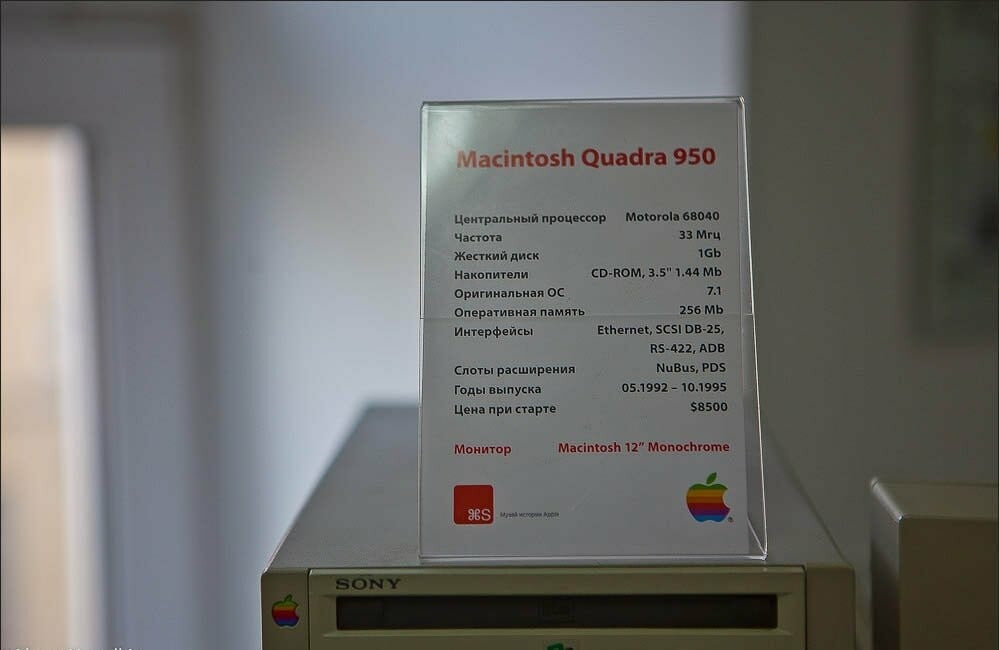 Macintosh Quadra 950
Центральный процессор Motorola 68040
Частота 33 Мгц
Жесткий диск 1Gb
Накопители CD-ROM, 3.5" 1.44 Mb
Оригинальная ОС 7.1
Оперативная память 256 Mb
Интерфейсы Ethernet, SCSI DB-25,
RS-422, ADB
Слоты расширения NuBus, PDS
Годы выпуска 05.1992 – 10.1995
Цена при старте $8500
Монитор Macintosh 12” Monochrome
⌘S Музей истории Apple ®
SONY